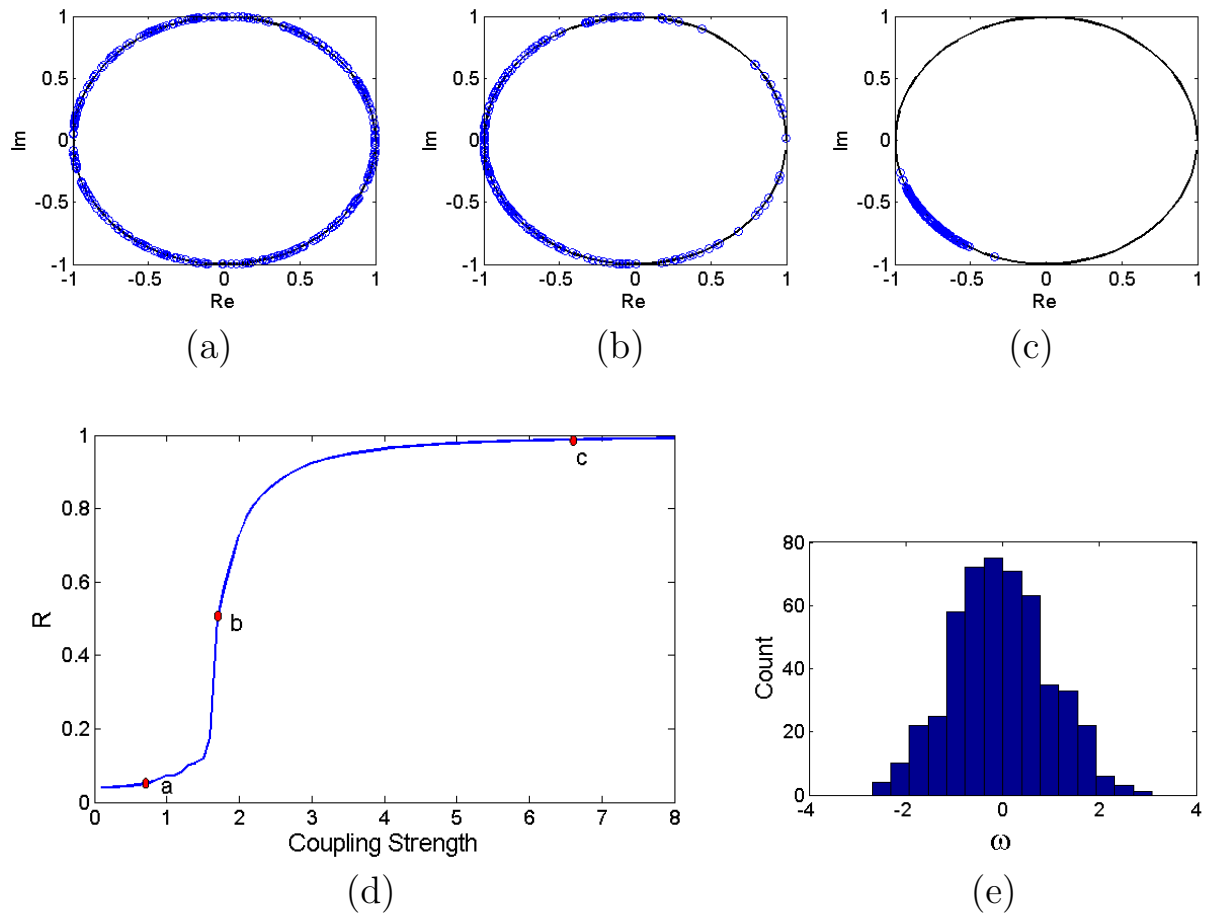 1
0.5
0
-0.5
-1
Im
-1 -0.5 0 0.5 1
Re
(a)
1
0.5
0
-0.5
-1
Im
-1 -0.5 0 0.5 1
Re
(b)
1
0.5
0
-0.5
-1
Im
-1 -0.5 0 0.5 1
Re
(c)
1
0.8
0.6
0.4
0.2
0
R
a
b
c
0 1 2 3 4 5 6 7 8
Coupling Strength
(d)
80
60
40
20
0
Count
-4 -2 0 2 4
ω
(e)